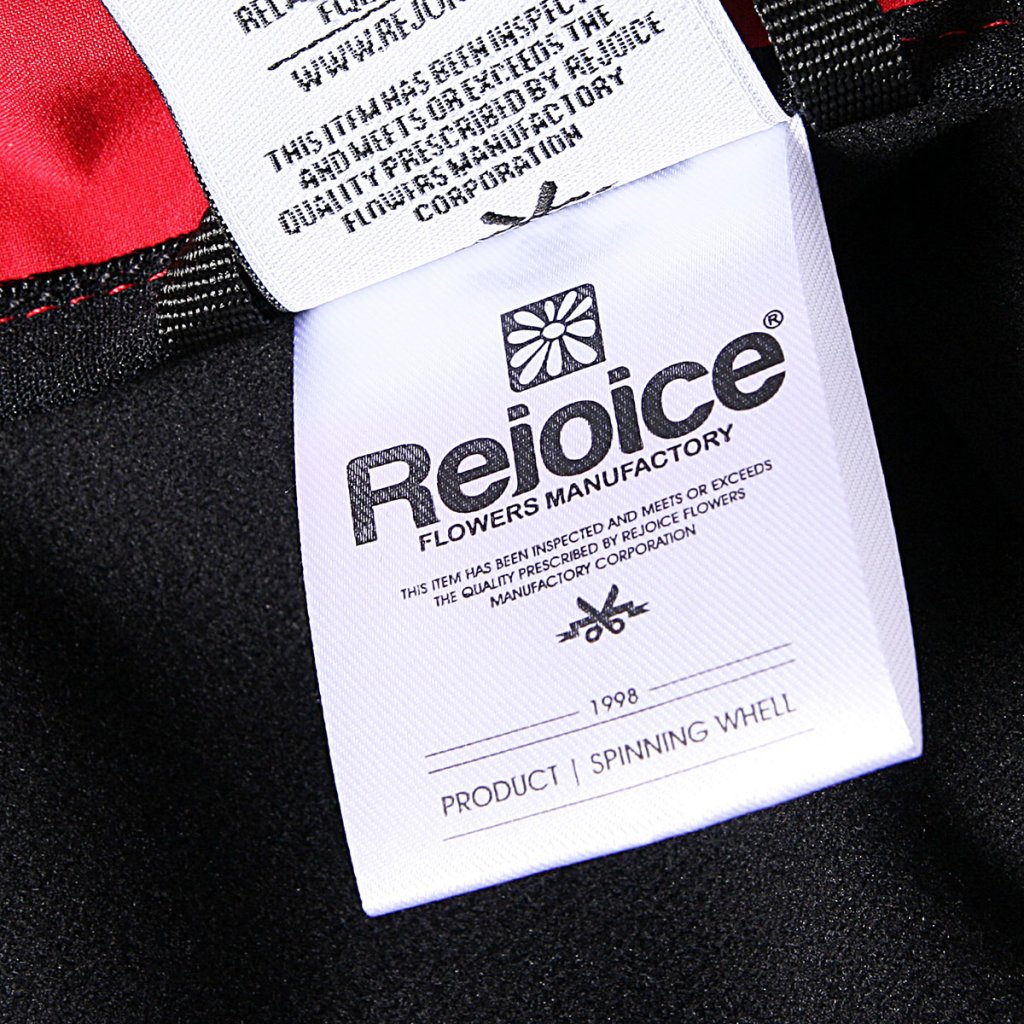 WWW.REJOI
THIS ITEM HAS BEEN INSPECT
AND MEETS OR EXCEEDS THE
QUALITY PRESCRIBED BY REJOICE
FLOWERS MANUFACTORY
CORPORATION
Rejoice®
FLOWERS MANUFACTORY
THIS ITEM HAS BEEN INSPECTED AND MEETS OR EXCEEDS
THE QUALITY PRESCRIBED BY REJOICE FLOWERS
MANUFACTORY CORPORATION
1998
PRODUCT | SPINNING WHELL